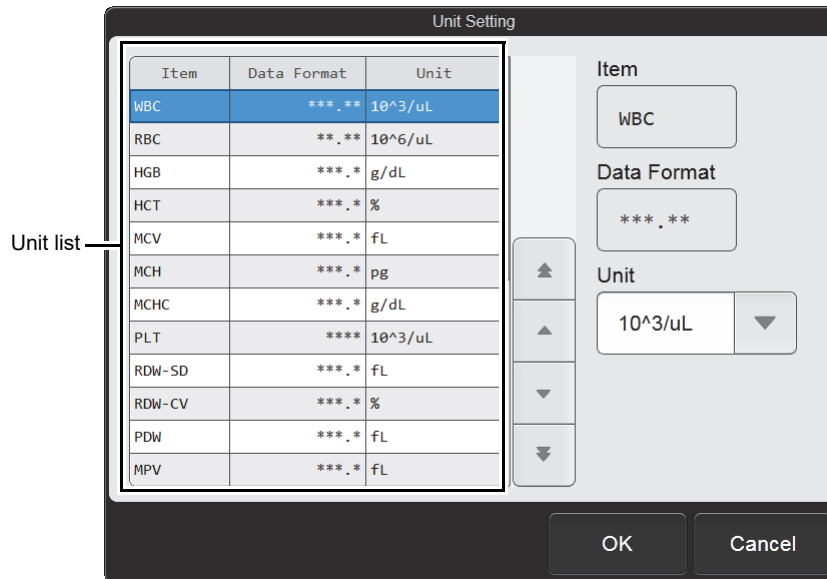 Unit Setting
Unit list
Item Data Format Unit
WBC ***.** 10^3/uL
RBC **.** 10^6/uL
HGB ***.* g/dL
HCT ***.* %
MCV ***.* fL
MCH ***.* pg
MCHC ***.* g/dL
PLT **** 10^3/uL
RDW-SD ***.* fL
RDW-CV ***.* %
PDW ***.* fL
MPV ***.* fL
Item
WBC
Data Format
***.**
Unit
10^3/uL
OK Cancel